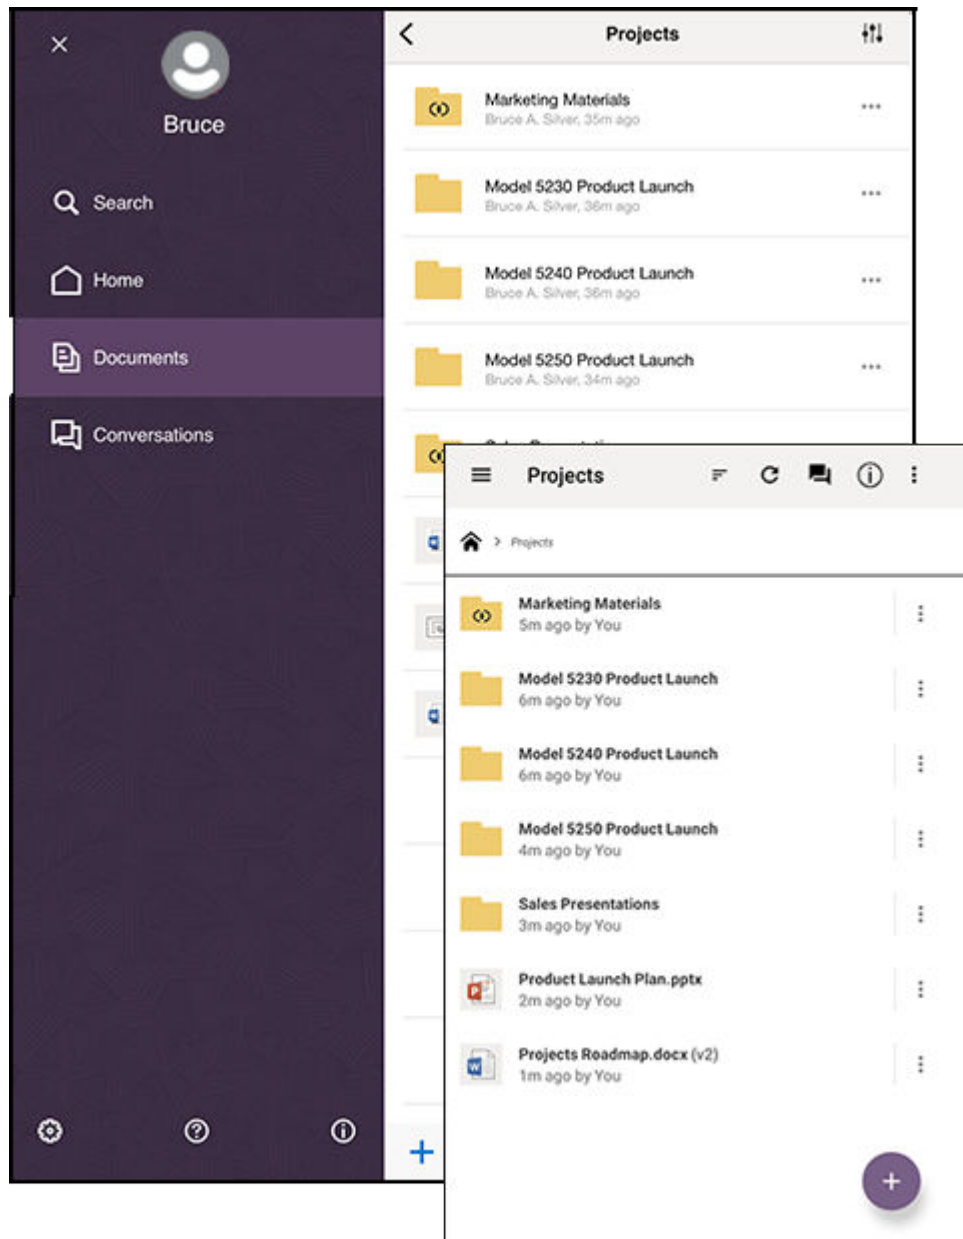 Bruce
Search
Home
Documents
Conversations
Projects
Marketing Materials
Bruce A. Silver, 35m ago
Model 5230 Product Launch
Bruce A. Silver, 36m ago
Model 5240 Product Launch
Bruce A. Silver, 36m ago
Model 5250 Product Launch
Bruce A. Silver, 34m ago
Projects
Projects
Marketing Materials
5m ago by You
Model 5230 Product Launch
6m ago by You
Model 5240 Product Launch
6m ago by You
Model 5250 Product Launch
4m ago by You
Sales Presentations
3m ago by You
Product Launch Plan.pptx
2m ago by You
Projects Roadmap.docx (v2)
1m ago by You